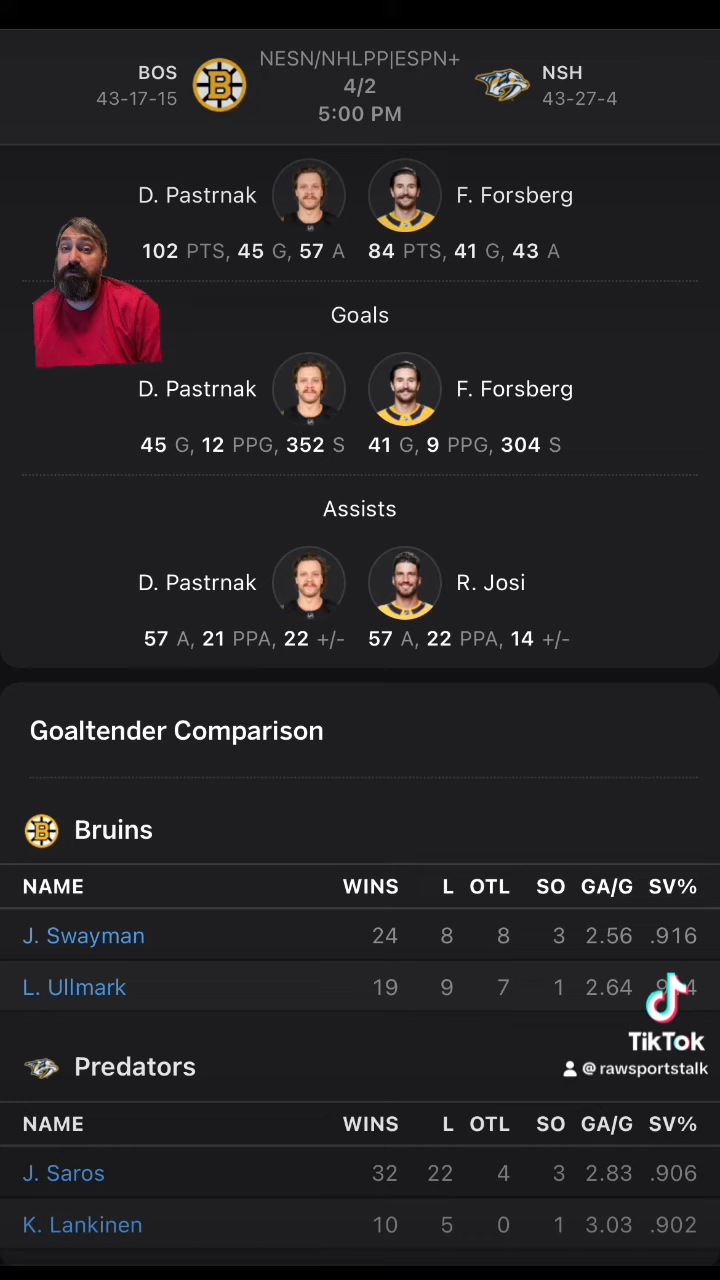 NESN/NHLPP|ESPN+
BOS NSH
4/2
43-17-15 43-27-4
5:00 PM
D. Pastrnak F. Forsberg
102 PTS, 45 G, 57 A 84 PTS, 41 G, 43 A
Goals
D. Pastrnak F. Forsberg
45 G, 12 PPG, 352 S 41 G, 9 PPG, 304 S
Assists
D. Pastrnak R. Josi
57 A, 21 PPA, 22 +/- 57 A, 22 PPA, 14 +/-
Goaltender Comparison
B Bruins
NAME WINS L OTL SO GA/G SV%
J. Swayman 24 8 8 3 2.56 .916
L. Ullmark 19 9 7 1 2.64
TikTok
Predators
@rawsportstalk
NAME WINS L OTL SO GA/G SV%
J. Saros 32 22 4 3 2.83 .906
K. Lankinen 10 5 0 1 3.03 .902